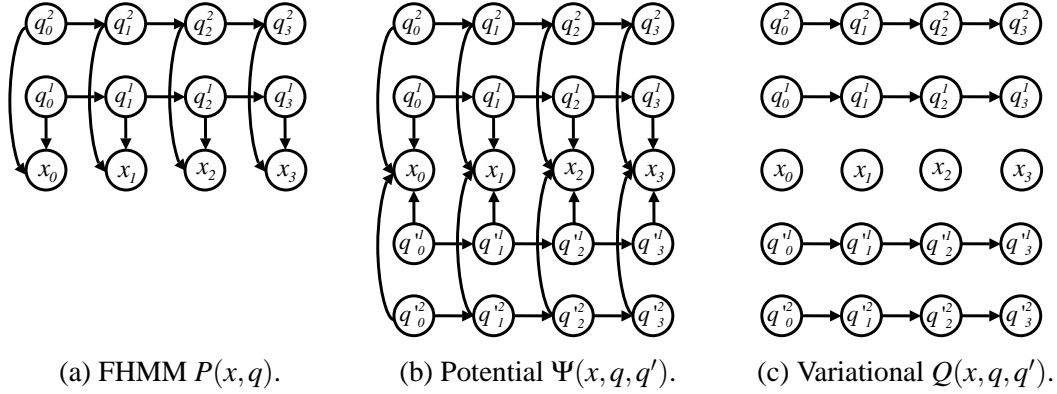 q_0^2 q_1^2 q_2^2 q_3^2 q_0^2 q_1^2 q_2^2 q_3^2 q_0^2 q_1^2 q_2^2 q_3^2
q_0^1 q_1^1 q_2^1 q_3^1 q_0^1 q_1^1 q_2^1 q_3^1 q_0^1 q_1^1 q_2^1 q_3^1
x_0 x_1 x_2 x_3 x_0 x_1 x_2 x_3 x_0 x_1 x_2 x_3
q'_0^1 q'_1^1 q'_2^1 q'_3^1 q'_0^1 q'_1^1 q'_2^1 q'_3^1
q'_0^2 q'_1^2 q'_2^2 q'_3^2 q'_0^2 q'_1^2 q'_2^2 q'_3^2
(a) FHMM P(x,q). (b) Potential Ψ(x,q,q′). (c) Variational Q(x,q,q′).